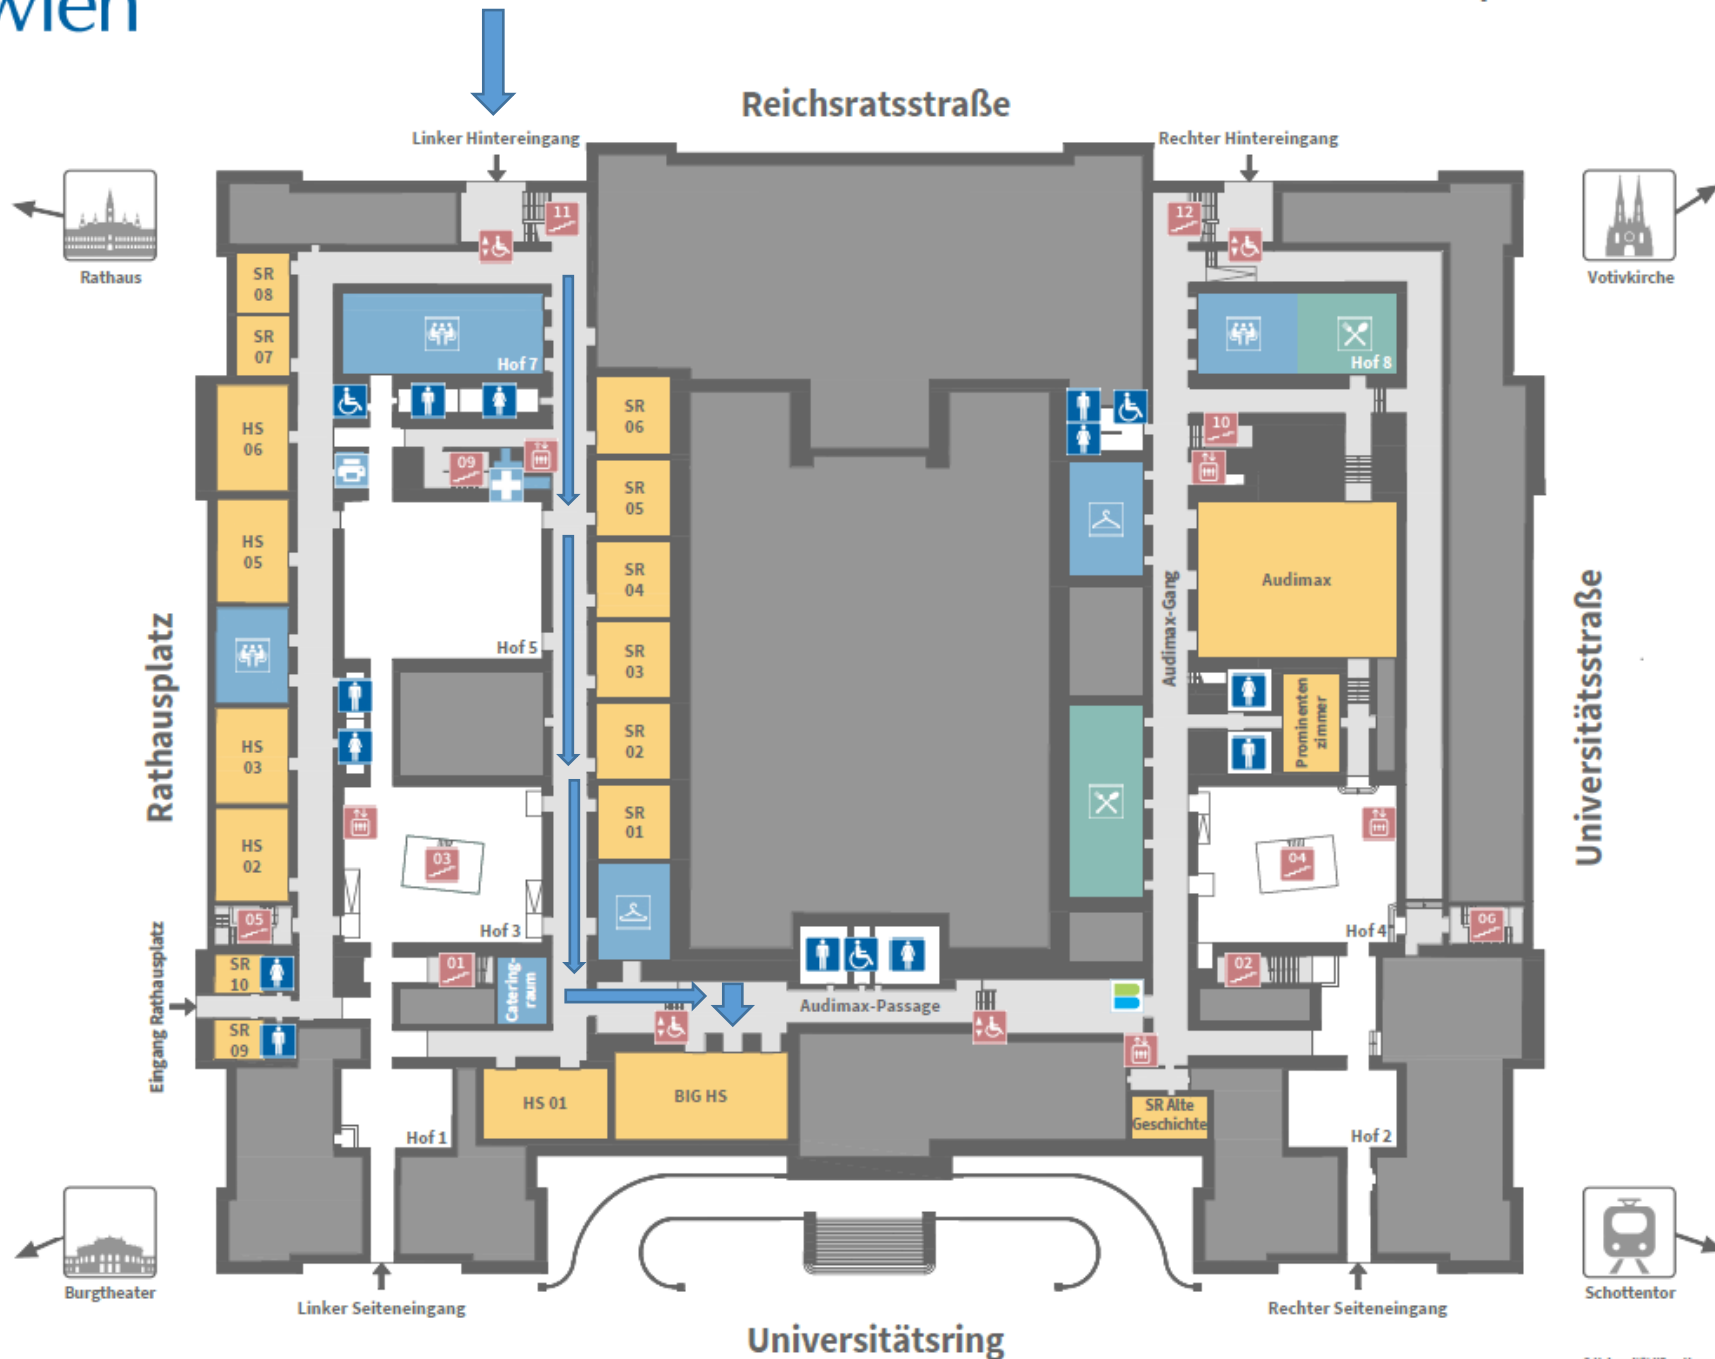 wien
Reichsratsstraße
Linker Hintereingang
Rechter Hintereingang
Rathaus
Votivkirche
11
12
SR
08
SR
07
Hof 7
Hof 8
HS
06
SR
06
09
10
HS
05
SR
05
SR
04
Audimax
Hof 5
SR
03
Audimax-Gang
Rathausplatz
Universitätsstraße
HS
03
SR
02
Prominenten
zimmer
HS
02
SR
01
03
04
05
Hof 3
Hof 4
06
Eingang Rathausplatz
SR
10
01
Catering-
raum
02
Audimax-Passage
SR
09
HS 01
BIG HS
SR Alte
Geschichte
Hof 1
Hof 2
Burgtheater
Schottentor
Linker Seiteneingang
Rechter Seiteneingang
Universitätsring